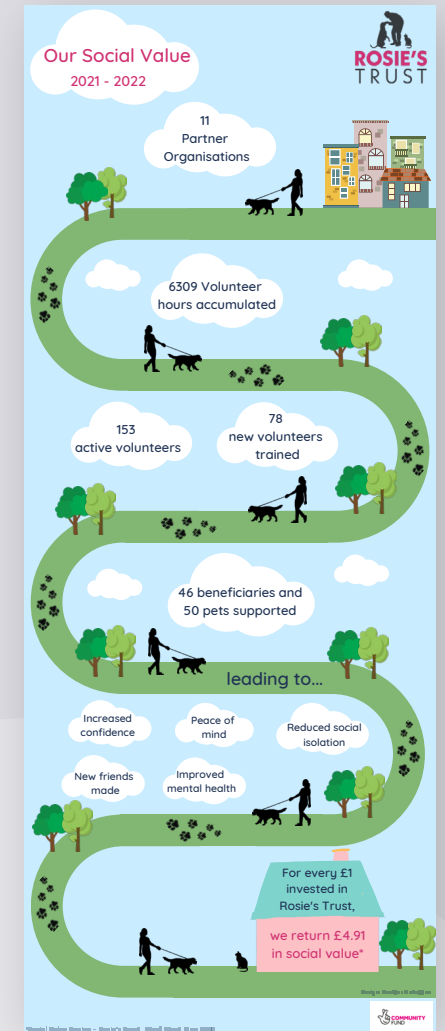 Our Social Value
2021 - 2022
ROSIE'S
TRUST
11
Partner
Organisations
6309 Volunteer
hours accumulated
153
active volunteers
78
new volunteers
trained
46 beneficiaries and
50 pets supported
leading to...
Increased
confidence
Peace of
mind
Reduced social
isolation
New friends
made
Improved
mental health
For every £1
invested in
Rosie's Trust,
we return £4.91
in social value*
COMMUNITY
FUND